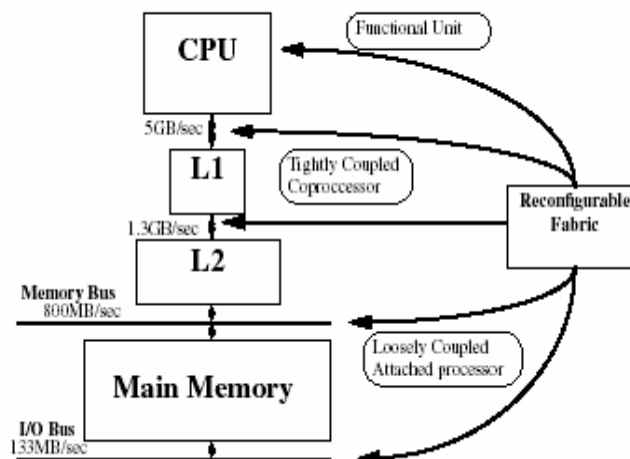 Functional Unit
CPU
5GB/sec
L1
Tightly Coupled
Coproccessor
Reconfigurable
Fabric
1.3GB/sec
L2
Memory Bus
800MB/sec
Loosely Coupled
Attached processor
Main Memory
I/O Bus
133MB/sec